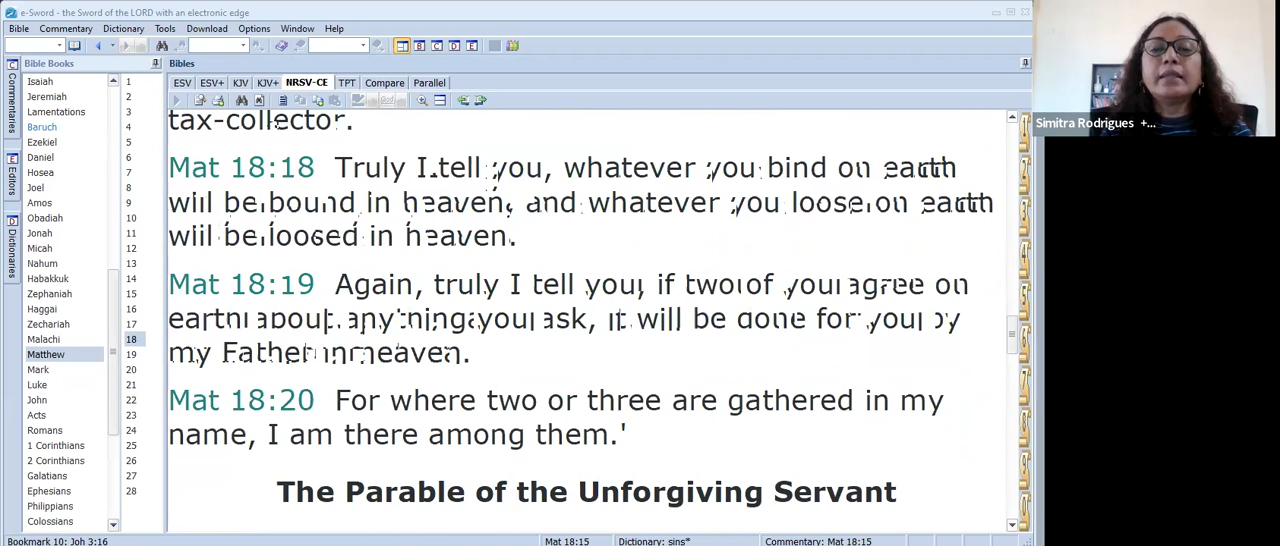 e-Sword - the Sword of the LORD with an electronic edge
Bible Commentary Dictionary Tools Download Options Window Help
Bible Books
Bibles
ESV ESV+ KJV KJV+ NRSV-CE TPT Compare Parallel
Commentaries
Editors
Dictionaries
Isaiah 1
Jeremiah 2
Lamentations 3
Baruch 4
Ezekiel 5
Daniel 6
Hosea 7
Joel 8
Amos 9
Obadiah 10
Jonah 11
Micah 12
Nahum 13
Habakkuk 14
Zephaniah 15
Haggai 16
Zechariah 17
Malachi 18
Matthew 19
Mark 20
Luke 21
John 22
Acts 23
Romans 24
1 Corinthians 25
2 Corinthians 26
Galatians 27
Ephesians 28
Philippians
Colossians
tax-collector.
Mat 18:18 Truly I tell you, whatever you bind on earth
will be bound in heaven, and whatever you loose on earth
will be loosed in heaven.
Mat 18:19 Again, truly I tell you, if two of you agree on
earth about anything you ask, it will be done for you by
my Father in heaven.
Mat 18:20 For where two or three are gathered in my
name, I am there among them.'
The Parable of the Unforgiving Servant
Bookmark 10: Joh 3:16
Mat 18:15
Dictionary: sins*
Commentary: Mat 18:15
Simitra Rodrigues +...